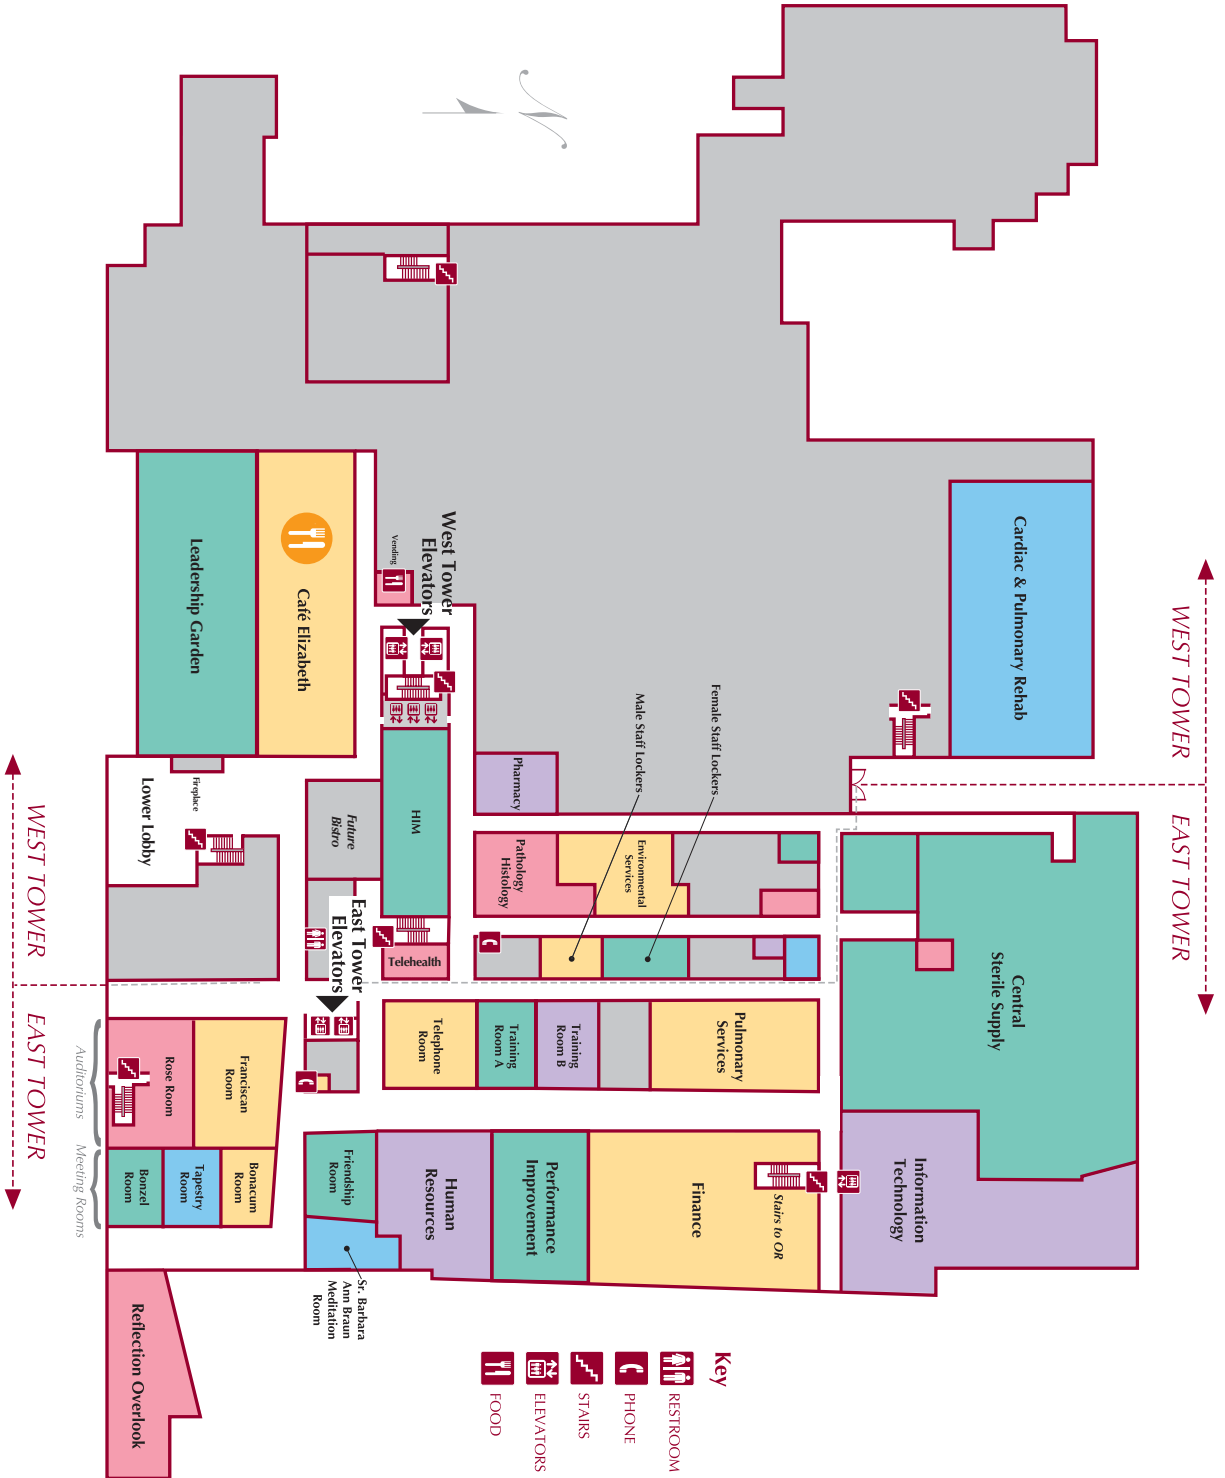 N
WEST TOWER
EAST TOWER
Cardiac & Pulmonary Rehab
Central
Sterile Supply
Information
Technology
Female Staff Lockers
Male Staff Lockers
Pharmacy
Pathology
Histology
Environmental
Services
West Tower
Elevators
Vending
HIM
Telehealth
Future
Bistro
East Tower
Elevators
Telephone
Room
Training
Room A
Training
Room B
Pulmonary
Services
Café Elizabeth
Leadership Garden
Fireplace
Lower Lobby
Stairs to OR
Finance
Performance
Improvement
Human
Resources
Friendship
Room
Sr. Barbara
Ann Braun
Meditation
Room
Franciscan
Room
Rose Room
Bonacum
Room
Tapestry
Room
Bonzel
Room
Reflection Overlook
Auditoriums
Meeting Rooms
WEST TOWER
EAST TOWER
Key
RESTROOM
PHONE
STAIRS
ELEVATORS
FOOD